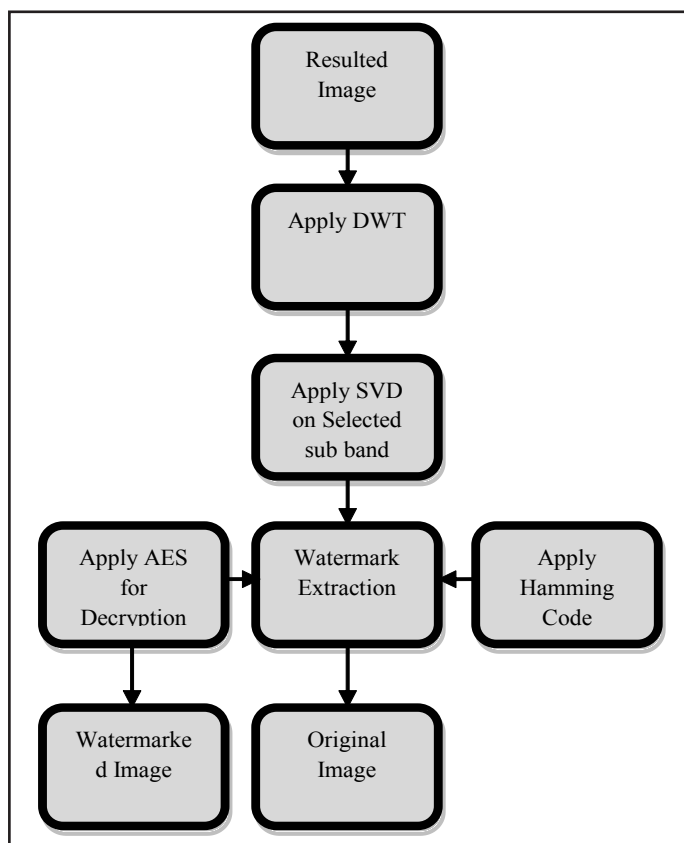 Resulted
Image
Apply DWT
Apply SVD
on Selected
sub band
Apply AES
for
Decryption
Watermark
Extraction
Apply
Hamming
Code
Watermarke
d Image
Original
Image